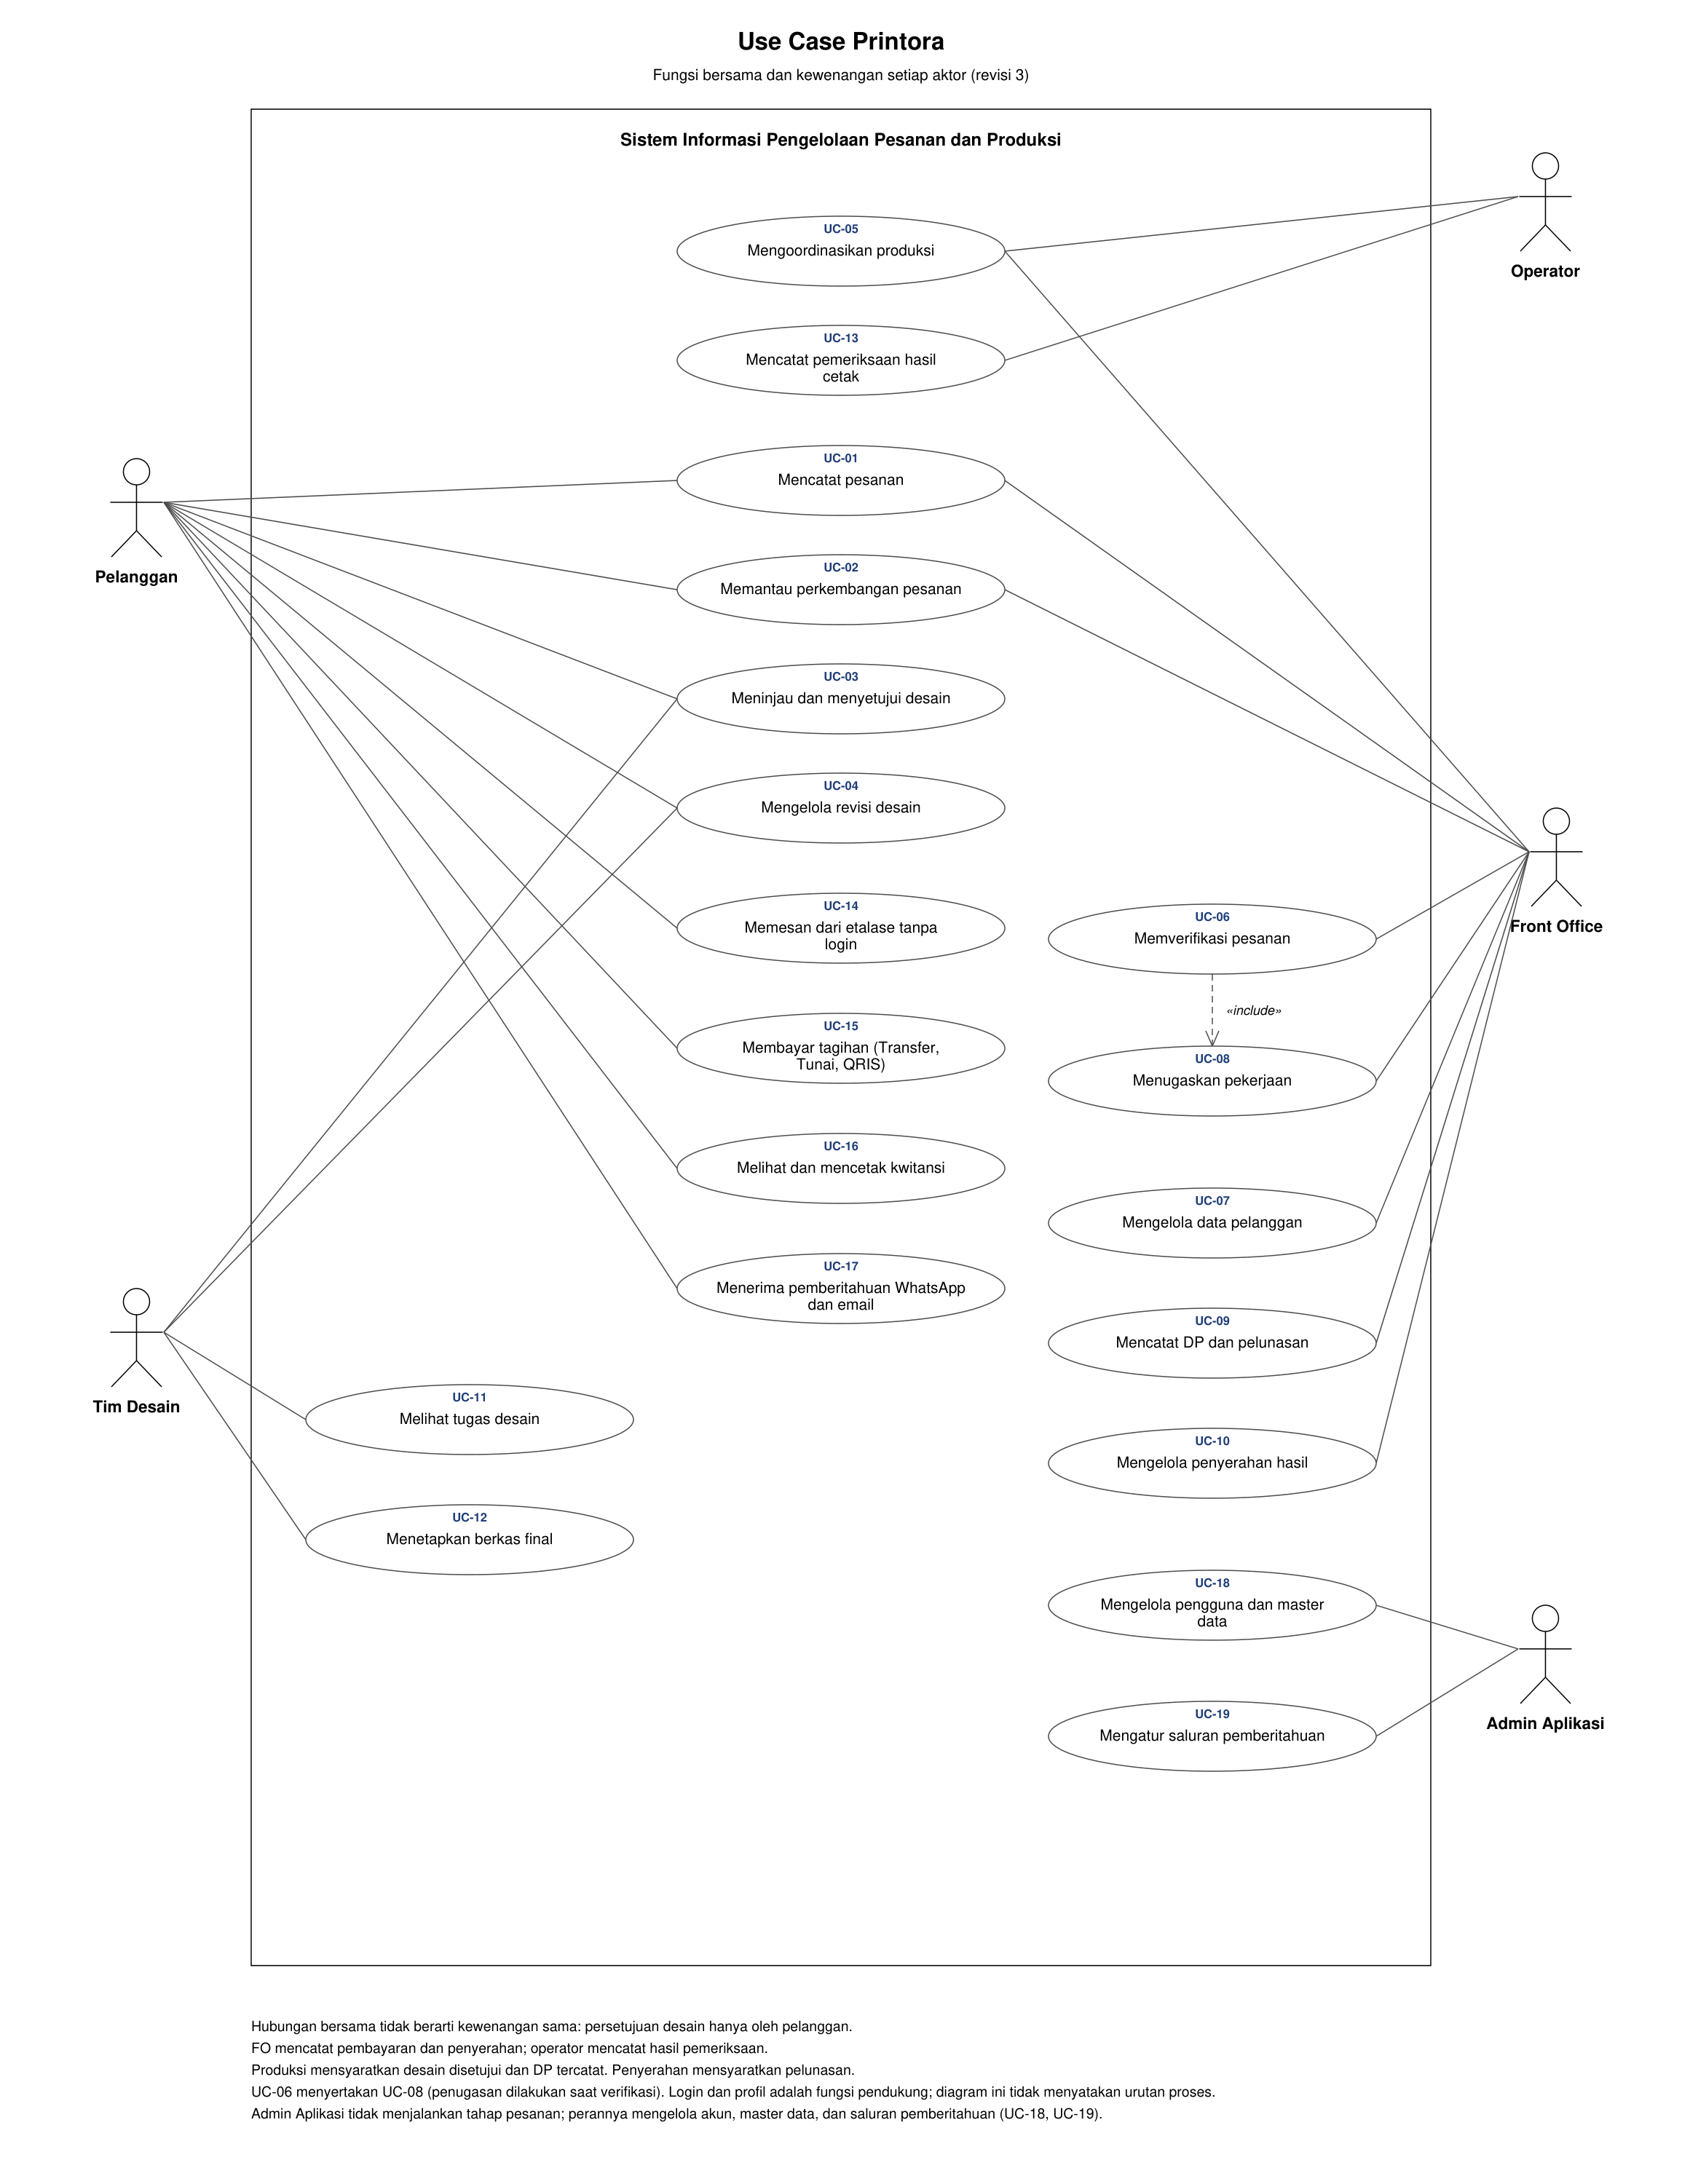 Use Case Printora
Fungsi bersama dan kewenangan setiap aktor (revisi 3)
Sistem Informasi Pengelolaan Pesanan dan Produksi
Operator
UC-05
Mengoordinasikan produksi
UC-13
Mencatat pemeriksaan hasil
cetak
Pelanggan
UC-01
Mencatat pesanan
UC-02
Memantau perkembangan pesanan
UC-03
Meninjau dan menyetujui desain
UC-04
Mengelola revisi desain
UC-14
Memesan dari etalase tanpa
login
UC-15
Membayar tagihan (Transfer,
Tunai, QRIS)
UC-16
Melihat dan mencetak kwitansi
UC-17
Menerima pemberitahuan WhatsApp
dan email
Front Office
UC-06
Memverifikasi pesanan
«include»
UC-08
Menugaskan pekerjaan
UC-07
Mengelola data pelanggan
UC-09
Mencatat DP dan pelunasan
UC-10
Mengelola penyerahan hasil
Tim Desain
UC-11
Melihat tugas desain
UC-12
Menetapkan berkas final
UC-18
Mengelola pengguna dan master
data
UC-19
Mengatur saluran pemberitahuan
Admin Aplikasi
Hubungan bersama tidak berarti kewenangan sama: persetujuan desain hanya oleh pelanggan.
FO mencatat pembayaran dan penyerahan; operator mencatat hasil pemeriksaan.
Produksi mensyaratkan desain disetujui dan DP tercatat. Penyerahan mensyaratkan pelunasan.
UC-06 menyertakan UC-08 (penugasan dilakukan saat verifikasi). Login dan profil adalah fungsi pendukung; diagram ini tidak menyatakan urutan proses.
Admin Aplikasi tidak menjalankan tahap pesanan; perannya mengelola akun, master data, dan saluran pemberitahuan (UC-18, UC-19).